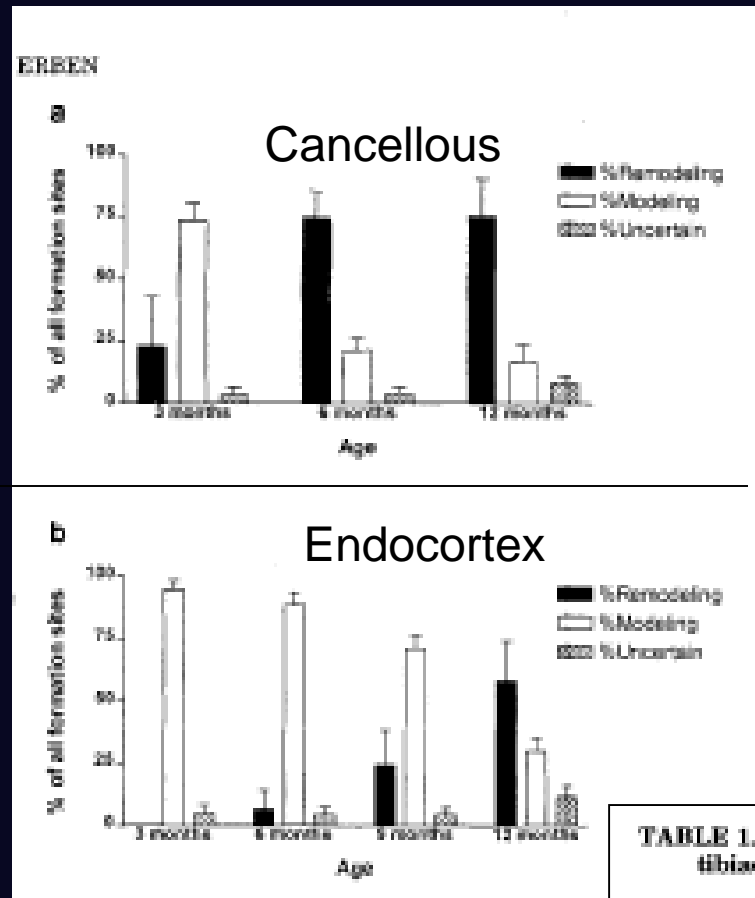 ERBEN
a
Cancellous
% of all formation sites
100
75
50
25
0
%Remodeling
%Modeling
%Uncertain
3 months 6 months 12 months
Age
b
Endocortex
% of all formation sites
100
75
50
25
0
%Remodeling
%Modeling
%Uncertain
3 months 6 months 9 months 12 months
Age
TABLE 1.
tibiae